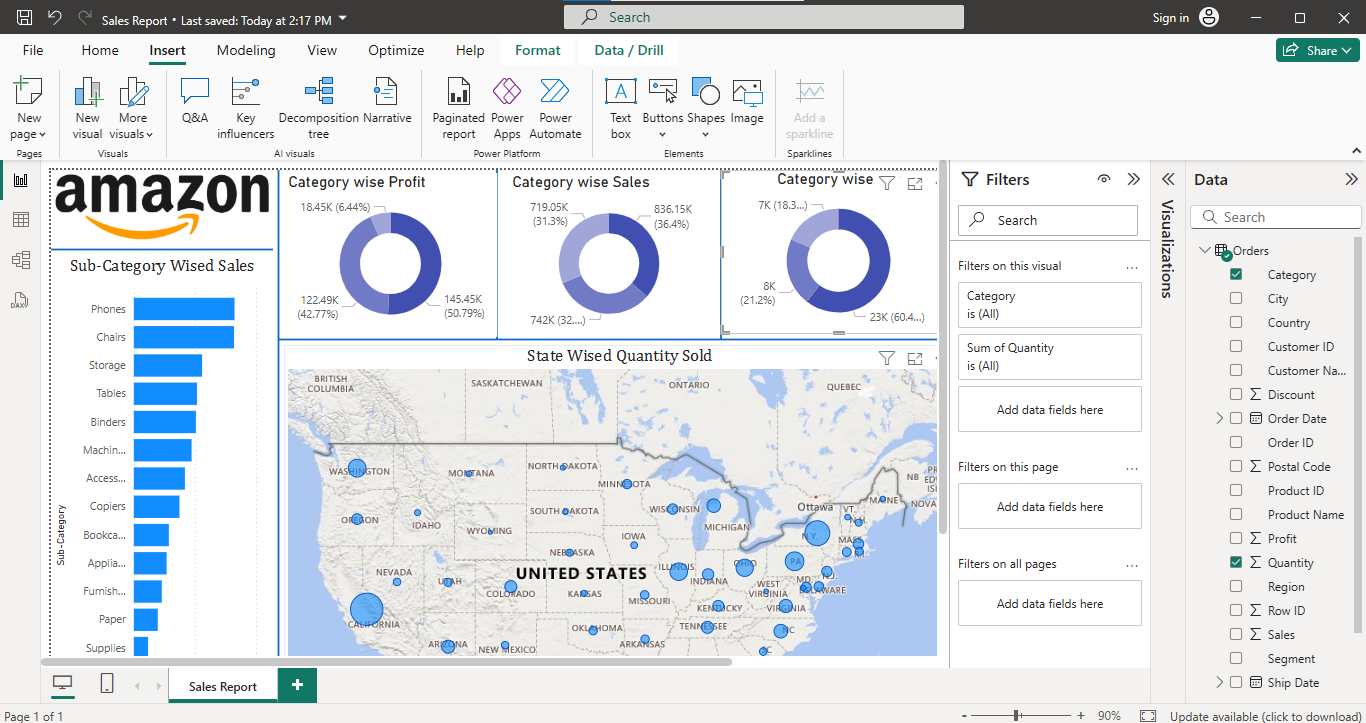 Sales Report • Last saved: Today at 2:17 PM
Search
Sign in
File
Home
Insert
Modeling
View
Optimize
Help
Format
Data / Drill
Share
New page
New visual
More visuals
Q&A
Key influencers
Decomposition tree
Narrative
Paginated report
Power Apps
Power Automate
Text box
Buttons
Shapes
Image
Add a sparkline
Pages
Visuals
AI visuals
Power Platform
Elements
Sparklines
DAX
amazon
Sub-Category Wised Sales
Sub-Category
Phones
Chairs
Storage
Tables
Binders
Machin...
Access...
Copiers
Bookca...
Applia...
Furnish...
Paper
Supplies
Category wise Profit
18.45K (6.44%)
122.49K
(42.77%)
145.45K
(50.79%)
Category wise Sales
719.05K
(31.3%)
836.15K
(36.4%)
742K (32....)
Category wise
7K (18.3...)
8K
(21.2%)
23K (60.4...)
State Wised Quantity Sold
BRITISH
COLUMBIA
SASKATCHEWAN
ONTARIO
QUEBEC
WASHINGTON
MONTANA
NORTH DAKOTA
MINNESOTA
NB
MAINE
NOVA
Ottawa
VT.
N.H.
OREGON
IDAHO
SOUTH DAKOTA
WISCONSIN
MICHIGAN
WYOMING
IOWA
N.Y.
MASS.
R.I.
NEBRASKA
UNITED STATES
ILLINOIS
INDIANA
OHIO
PA
N.J.
NEVADA
UTAH
COLORADO
KANSAS
MISSOURI
WEST
VIRGINIA
MD.
DELAWARE
KENTUCKY
VIRGINIA
CALIFORNIA
OKLAHOMA
TENNESSEE
NC
ARIZONA
NEW MEXICO
ARKANSAS
SC
Filters
Search
Filters on this visual
Category
is (All)
Sum of Quantity
is (All)
Add data fields here
Filters on this page
Add data fields here
Filters on all pages
Add data fields here
Visualizations
Data
Search
Orders
Category
City
Country
Customer ID
Customer Na...
Discount
Order Date
Order ID
Postal Code
Product ID
Product Name
Profit
Quantity
Region
Row ID
Sales
Segment
Ship Date
Sales Report
Page 1 of 1
90%
Update available (click to download)